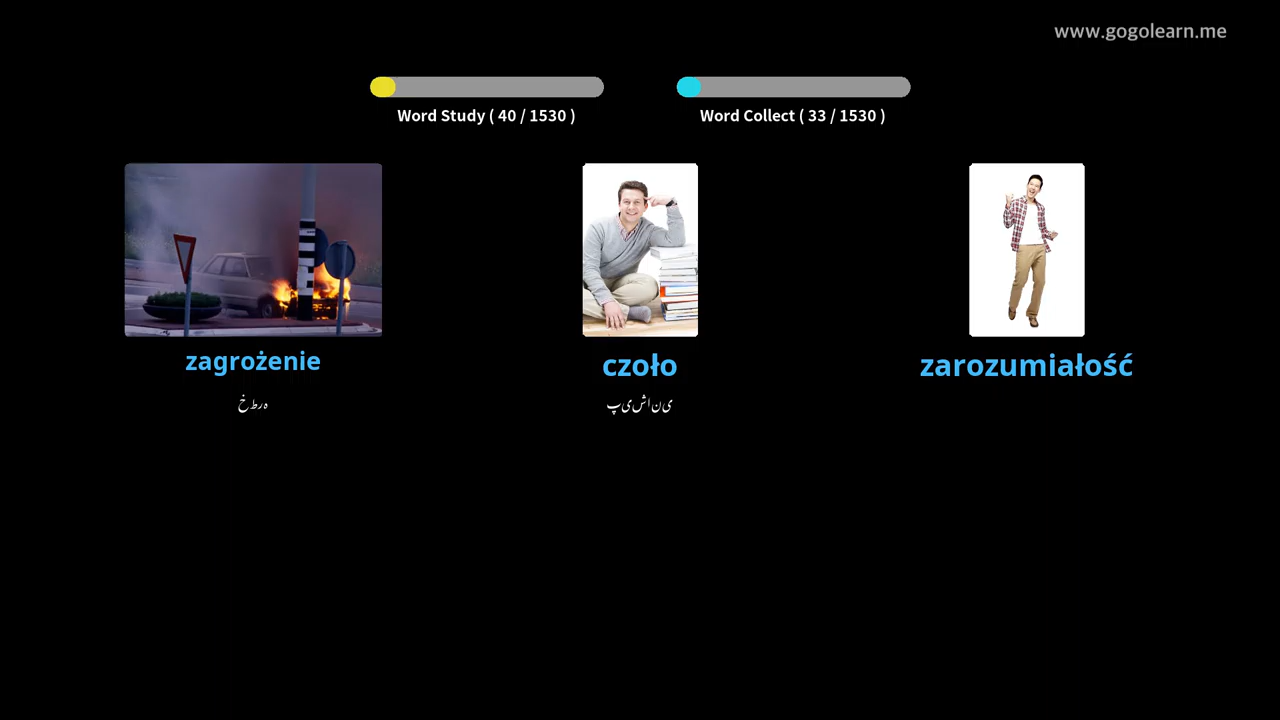 www.gogolearn.me
Word Study ( 40 / 1530 )
Word Collect ( 33 / 1530 )
zagrożenie
czoło
zarozumiałość
خطرہ
پیشانی